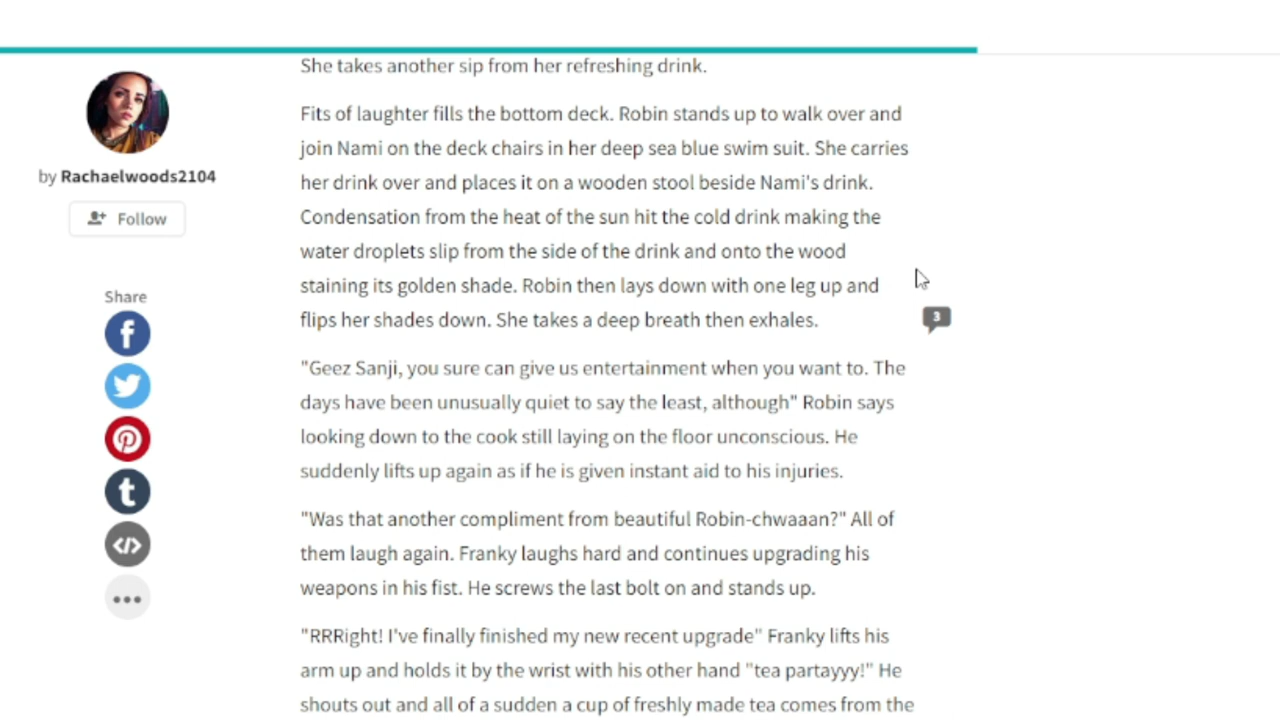 She takes another sip from her refreshing drink.
Fits of laughter fills the bottom deck. Robin stands up to walk over and
join Nami on the deck chairs in her deep sea blue swim suit. She carries
her drink over and places it on a wooden stool beside Nami's drink.
Condensation from the heat of the sun hit the cold drink making the
water droplets slip from the side of the drink and onto the wood
staining its golden shade. Robin then lays down with one leg up and
flips her shades down. She takes a deep breath then exhales.
3
"Geez Sanji, you sure can give us entertainment when you want to. The
days have been unusually quiet to say the least, although" Robin says
looking down to the cook still laying on the floor unconscious. He
suddenly lifts up again as if he is given instant aid to his injuries.
"Was that another compliment from beautiful Robin-chwaaan?" All of
them laugh again. Franky laughs hard and continues upgrading his
weapons in his fist. He screws the last bolt on and stands up.
"RRRight! I've finally finished my new recent upgrade" Franky lifts his
arm up and holds it by the wrist with his other hand "tea partayyy!" He
shouts out and all of a sudden a cup of freshly made tea comes from the
by Rachaelwoods2104
Follow
Share